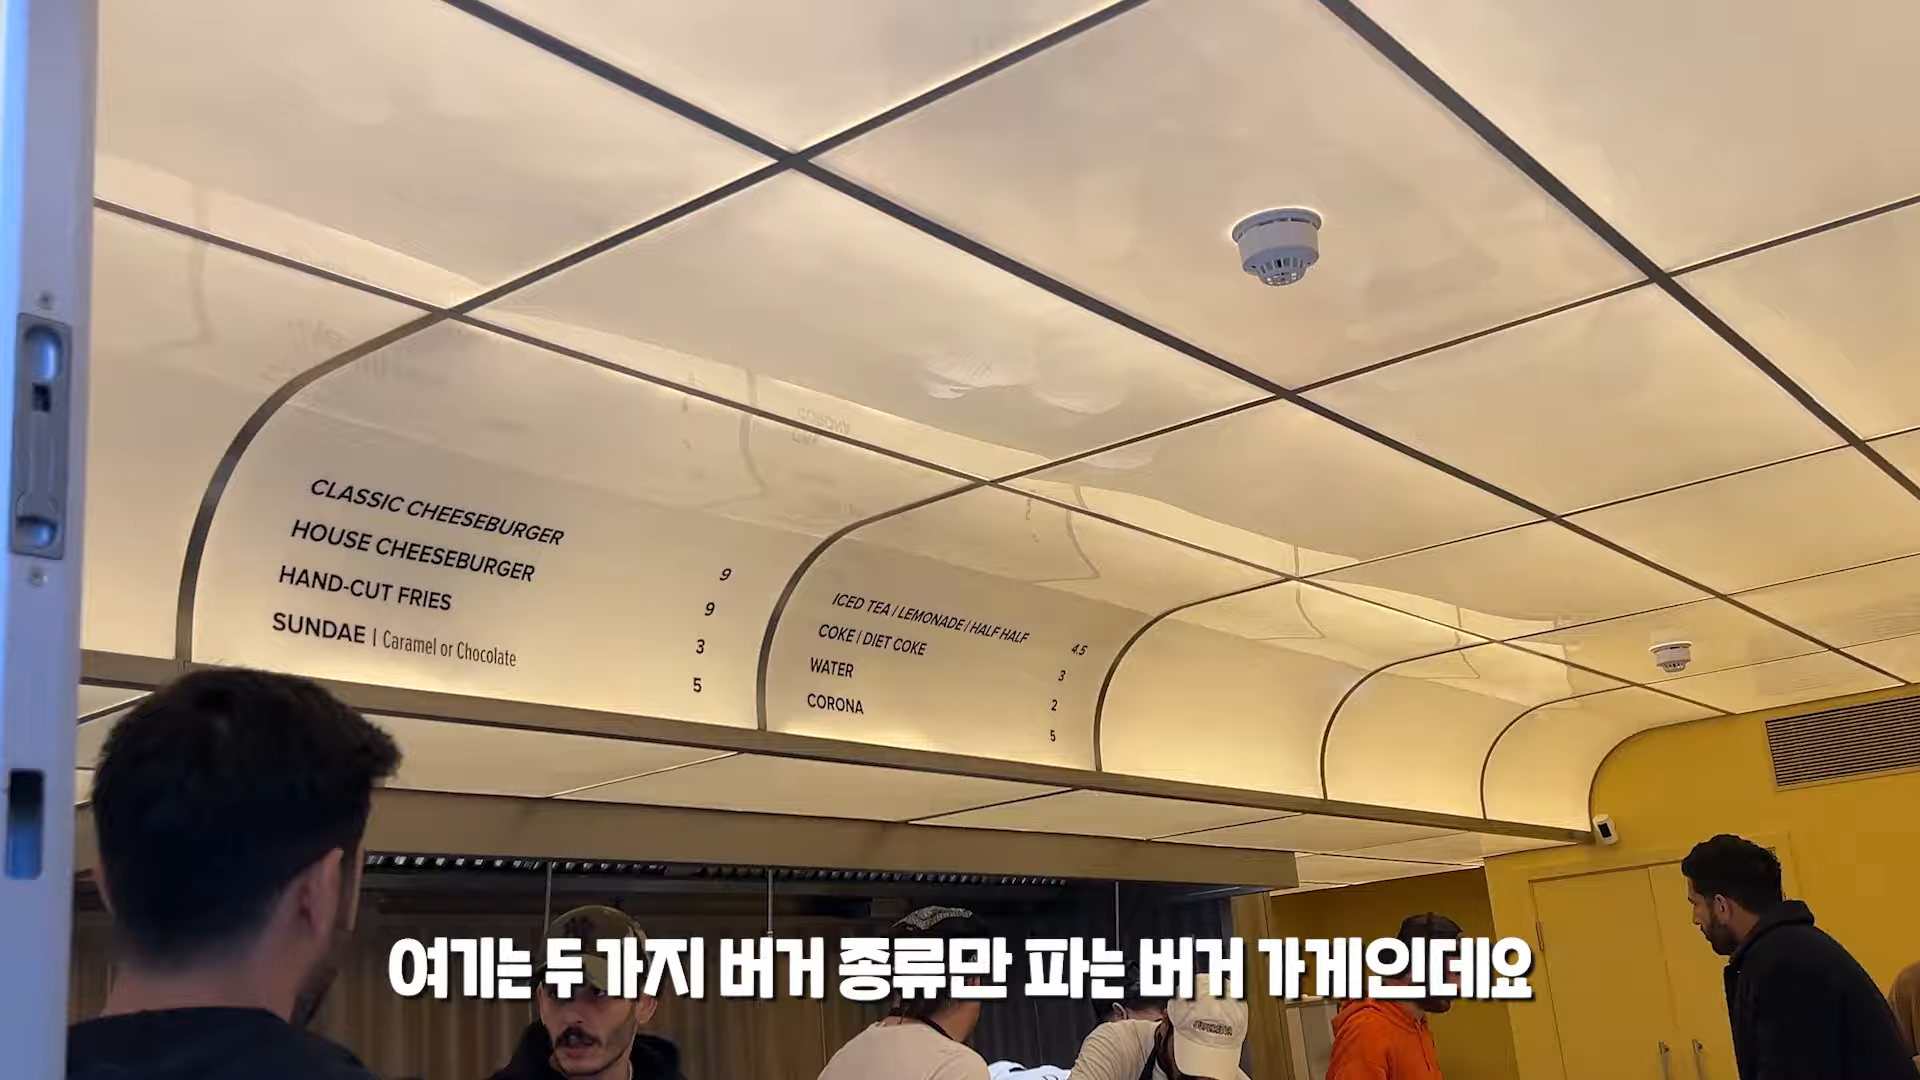 CLASSIC CHEESEBURGER 9
HOUSE CHEESEBURGER 9
HAND-CUT FRIES 3
SUNDAE | Caramel or Chocolate 5
ICED TEA / LEMONADE / HALF HALF 4.5
COKE / DIET COKE 3
WATER 2
CORONA 5
여기는 두 가지 버거 종류만 파는 버거 가게인데요